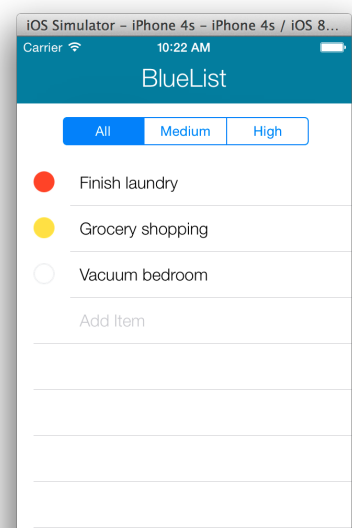 iOS Simulator – iPhone 4s – iPhone 4s / iOS 8...
Carrier 10:22 AM
BlueList
All Medium High
Finish laundry
Grocery shopping
Vacuum bedroom
Add Item